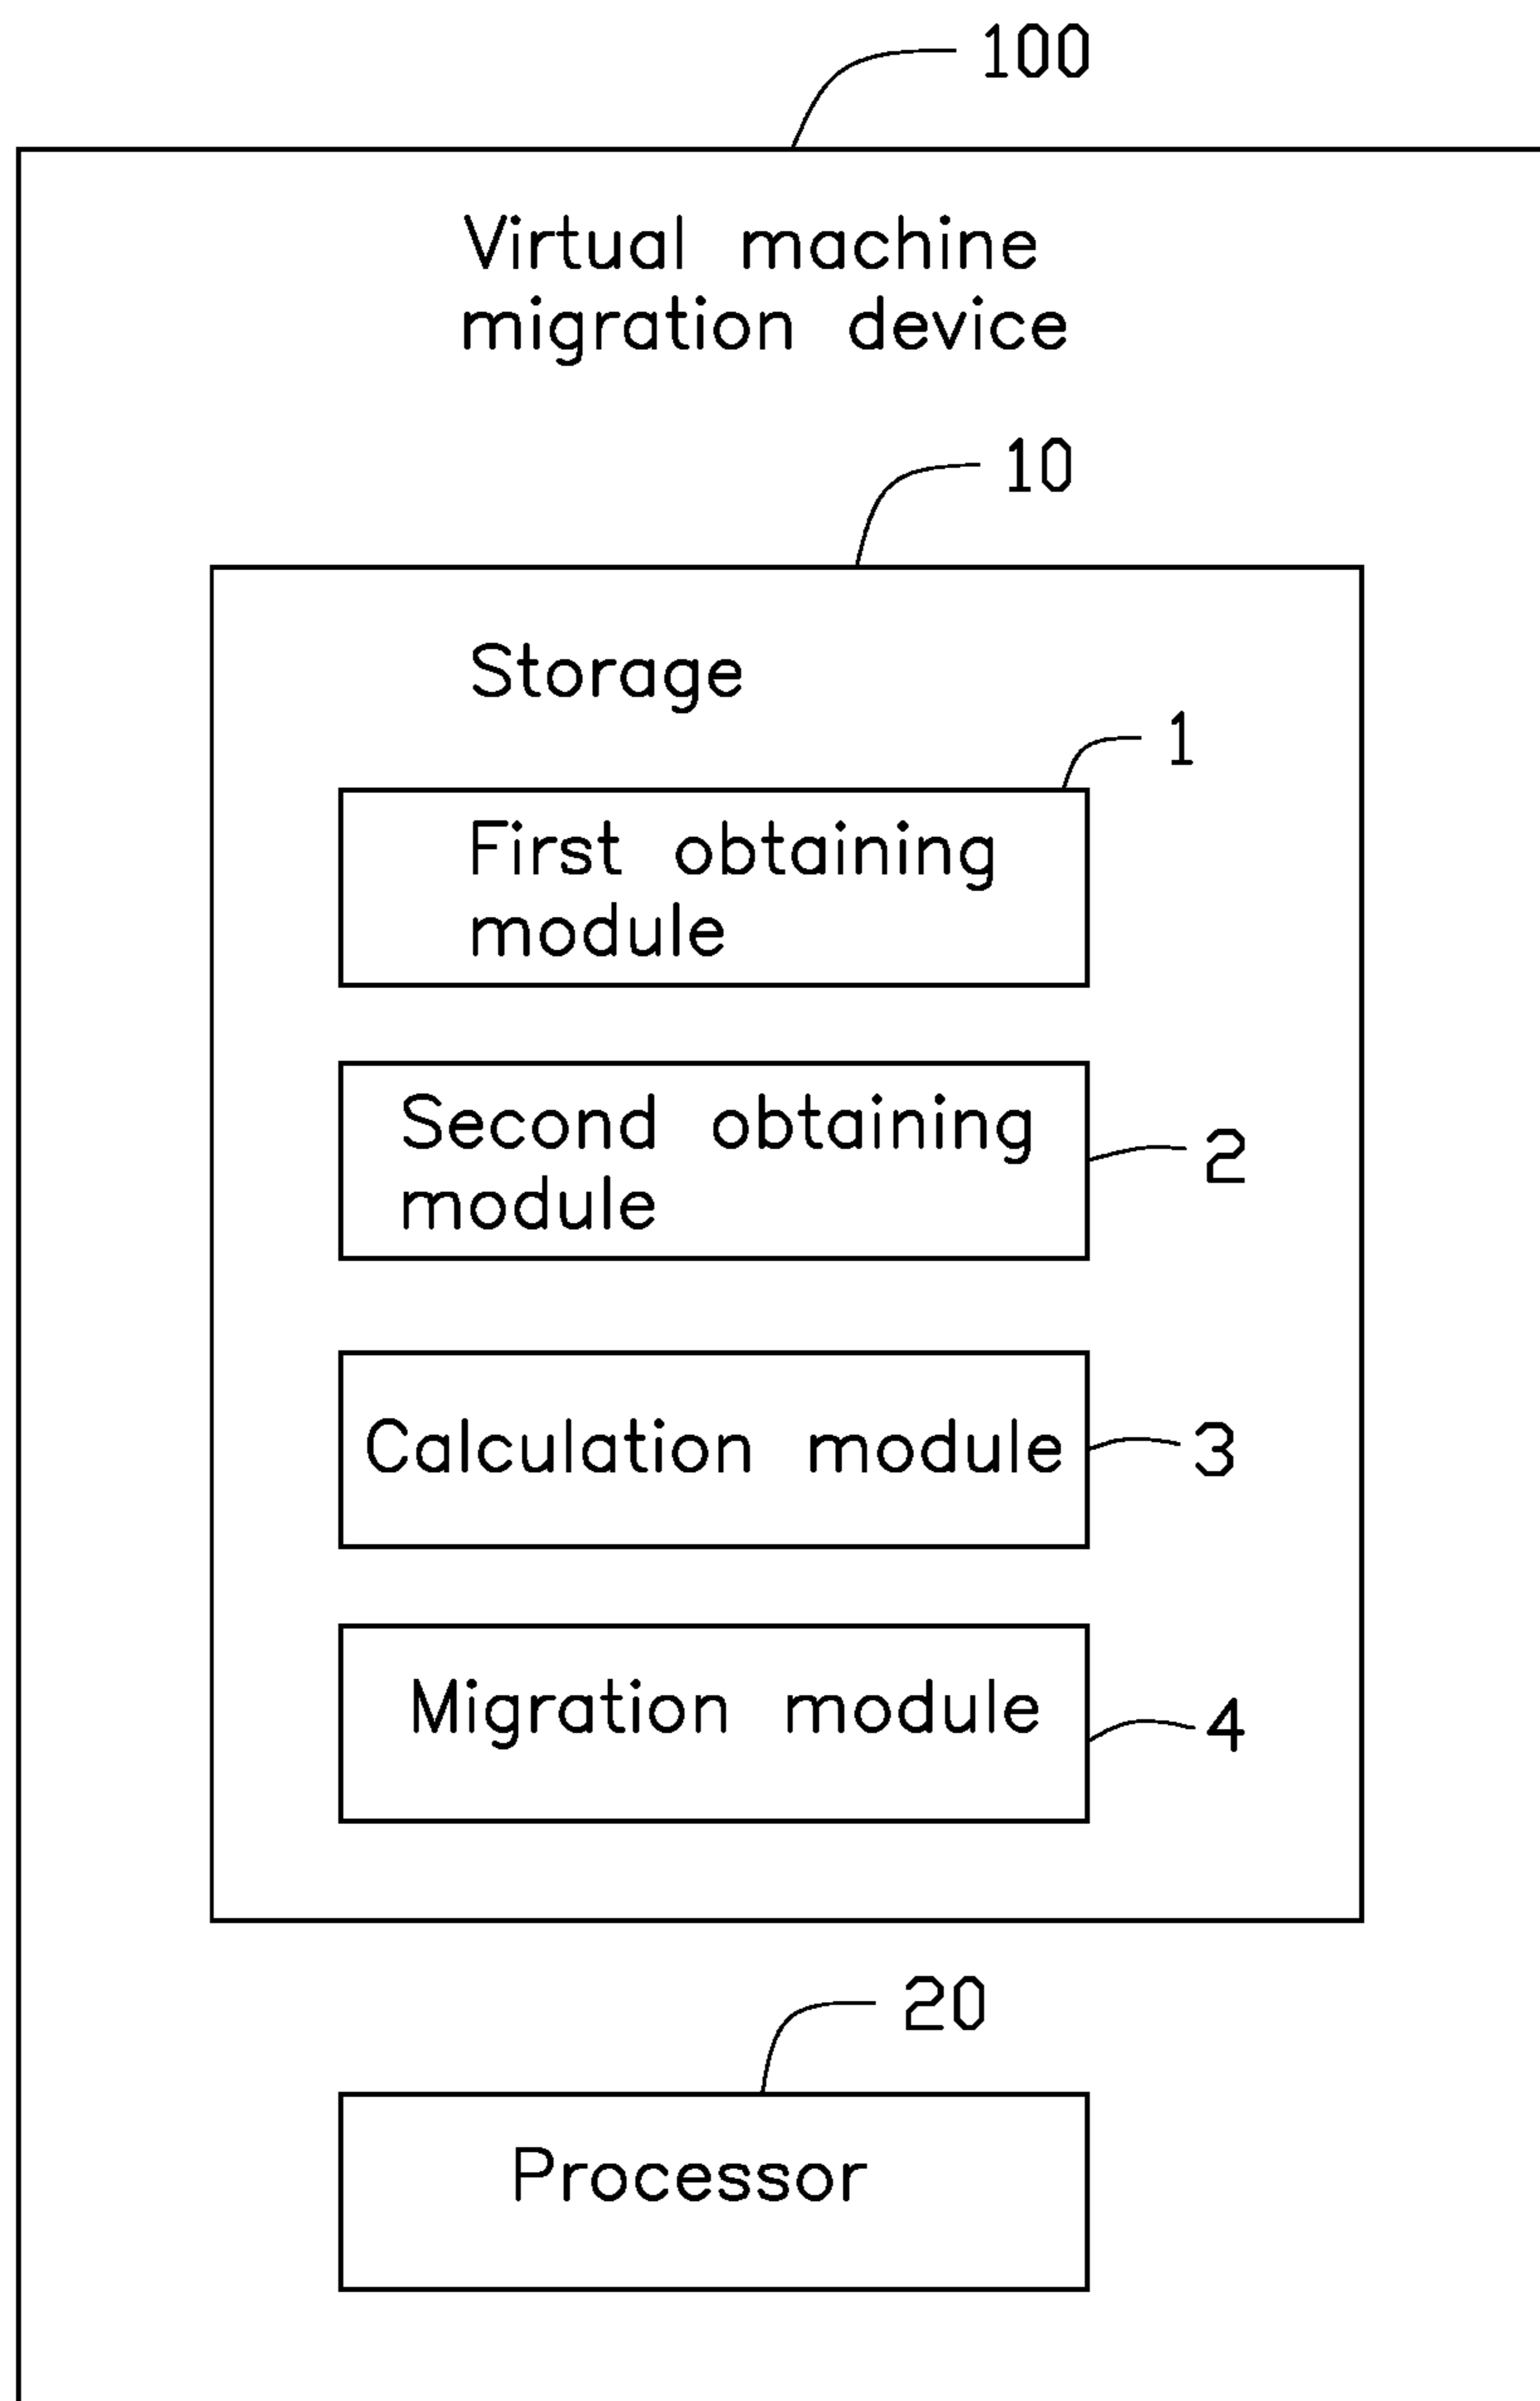 100
Virtual machine
migration device
10
Storage
1
First obtaining
module
Second obtaining
module
2
Calculation module
3
Migration module
4
20
Processor